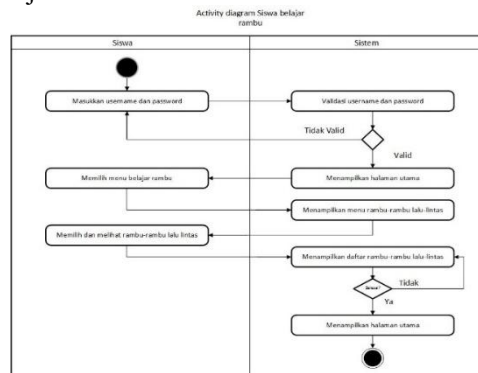 Activity diagram Siswa belajar
rambu
Siswa
Sistem
Masukkan username dan password
Validasi username dan password
Tidak Valid
Valid
Memilih menu belajar rambu
Menampilkan halaman utama
Menampilkan menu rambu-rambu lalu-lintas
Memilih dan melihat rambu-rambu lalu lintas
Menampilkan daftar rambu-rambu lalu-lintas
Tidak
Ya
Menampilkan halaman utama